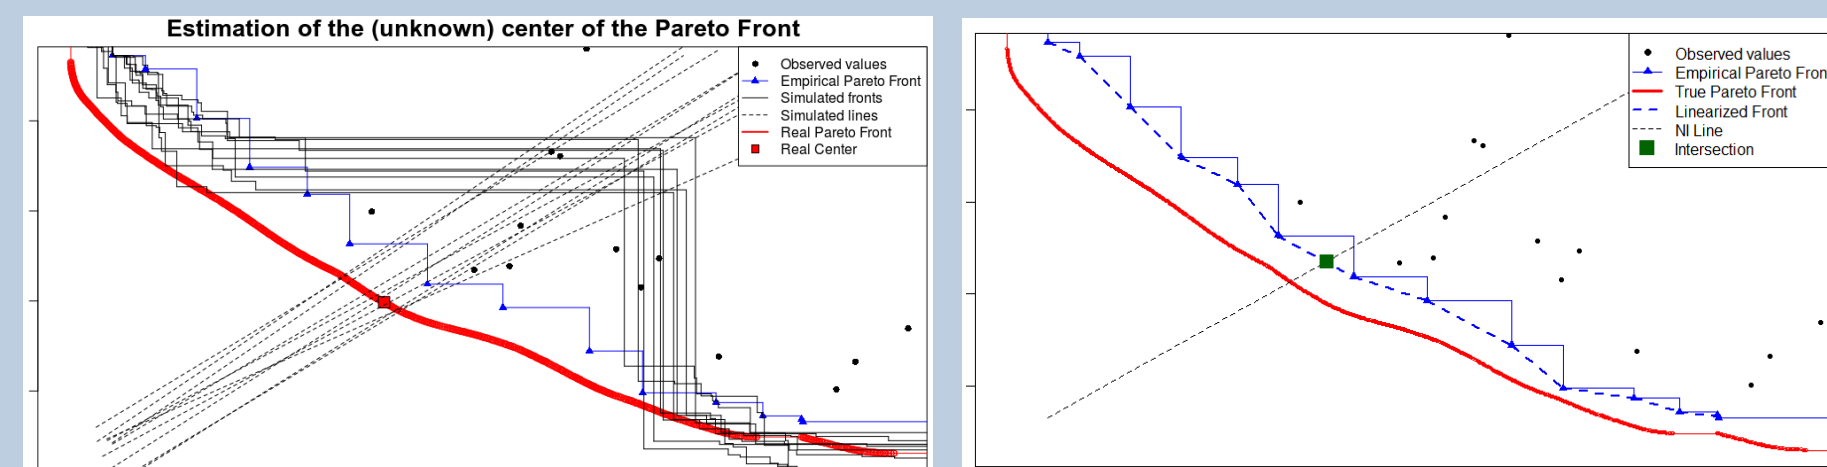 Estimation of the (unknown) center of the Pareto Front
Observed values
Empirical Pareto Front
Simulated fronts
Simulated lines
Real Pareto Front
Real Center
Observed values
Empirical Pareto Fron
True Pareto Front
Linearized Front
NI Line
Intersection